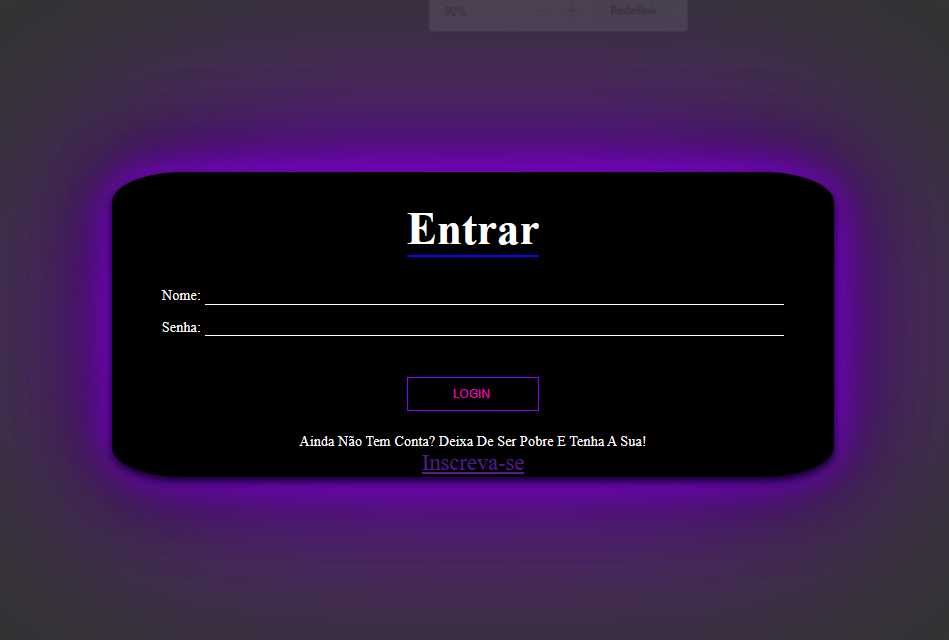 90% — + Redefinir
Entrar
Nome:
Senha:
LOGIN
Ainda Não Tem Conta? Deixa De Ser Pobre E Tenha A Sua!
Inscreva-se